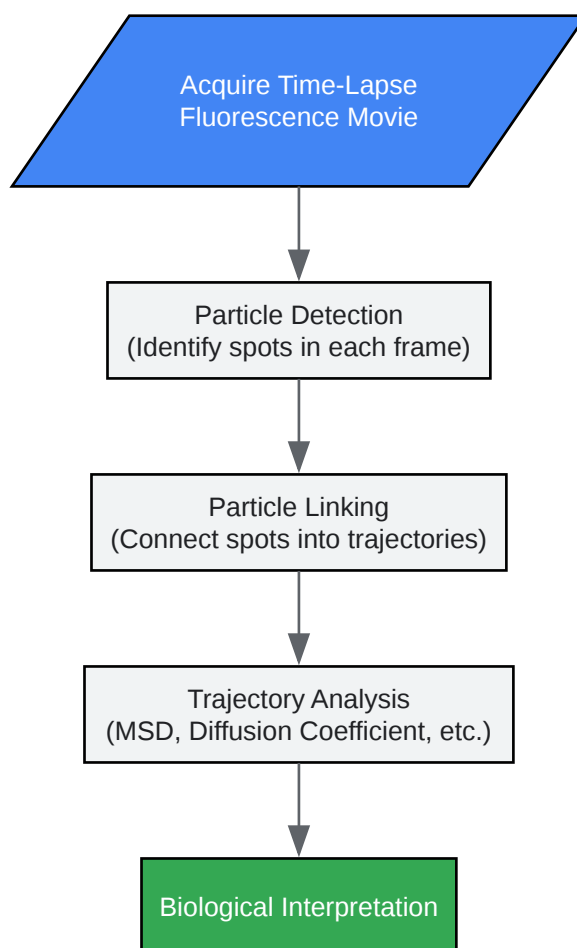 Acquire Time-Lapse
Fluorescence Movie
Particle Detection
(Identify spots in each frame)
Particle Linking
(Connect spots into trajectories)
Trajectory Analysis
(MSD, Diffusion Coefficient, etc.)
Biological Interpretation